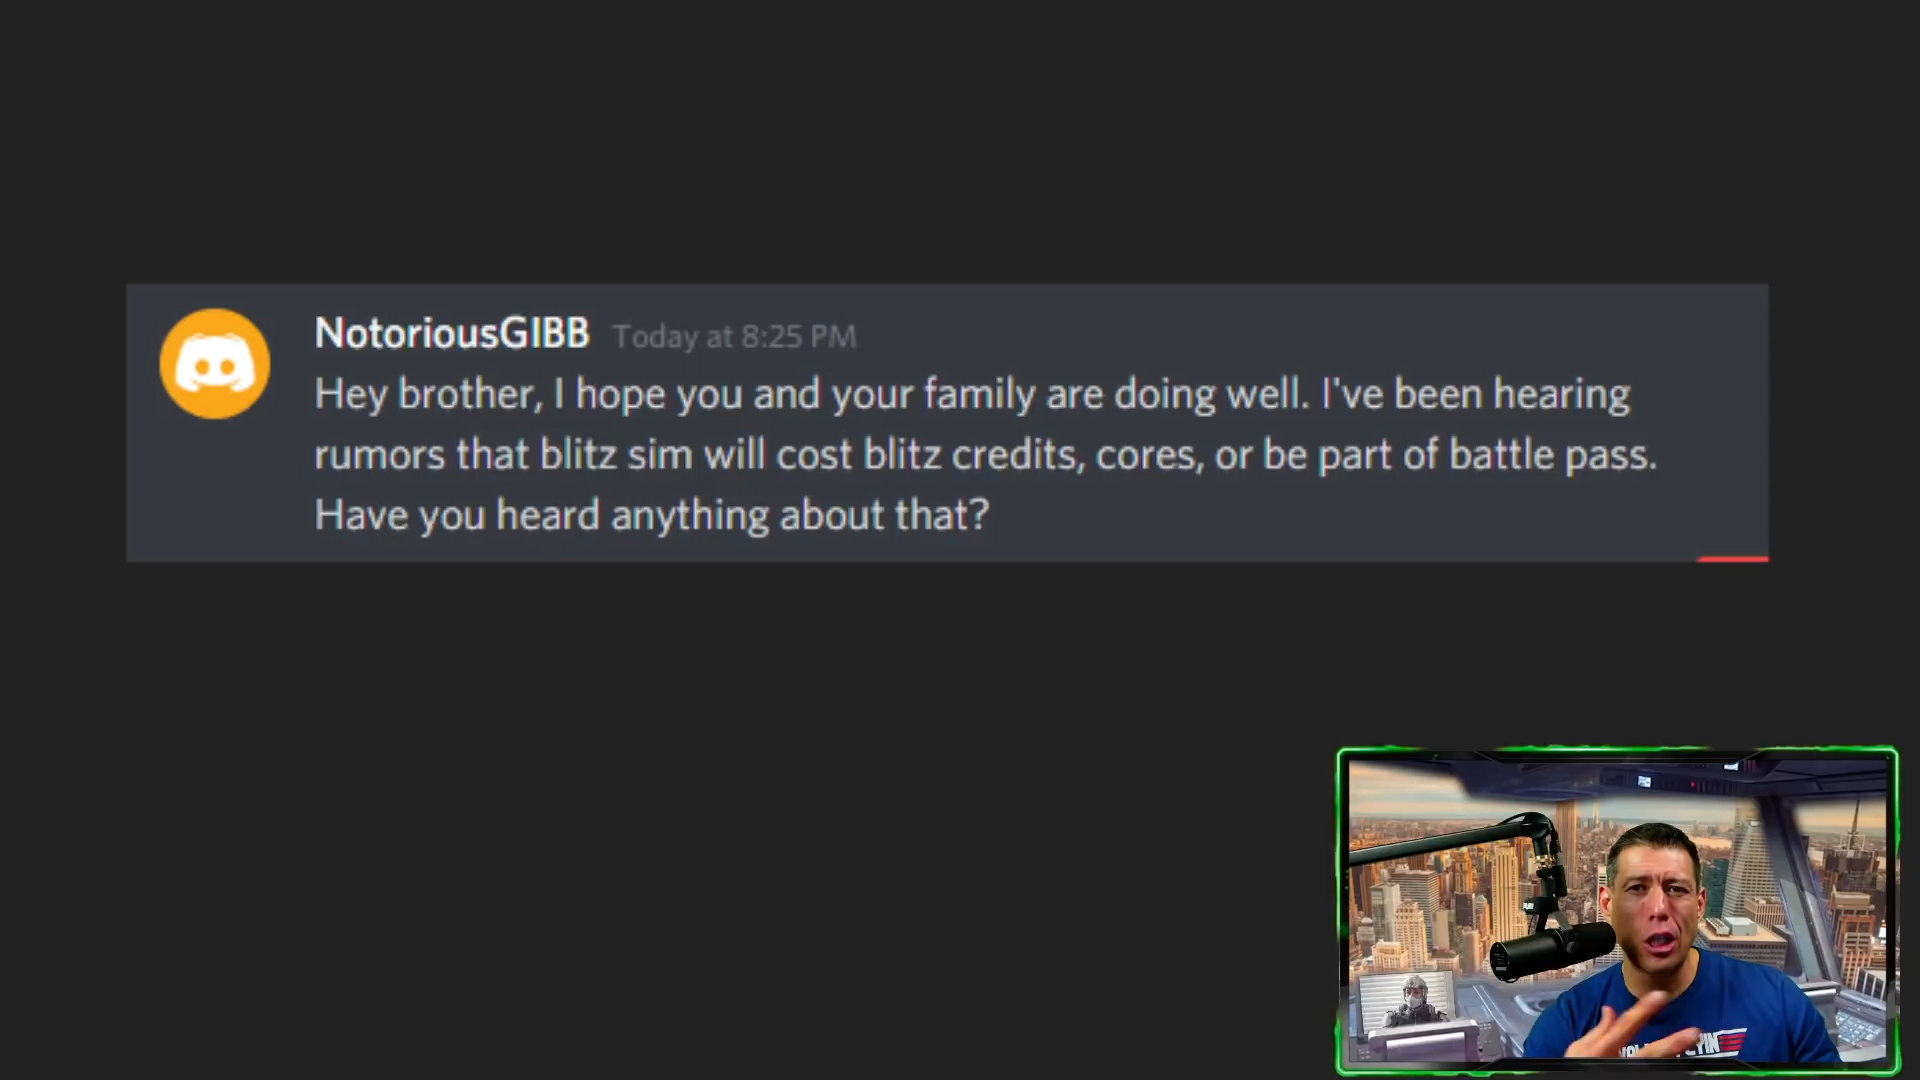 NotoriousGIBB Today at 8:25 PM
Hey brother, I hope you and your family are doing well. I've been hearing
rumors that blitz sim will cost blitz credits, cores, or be part of battle pass.
Have you heard anything about that?